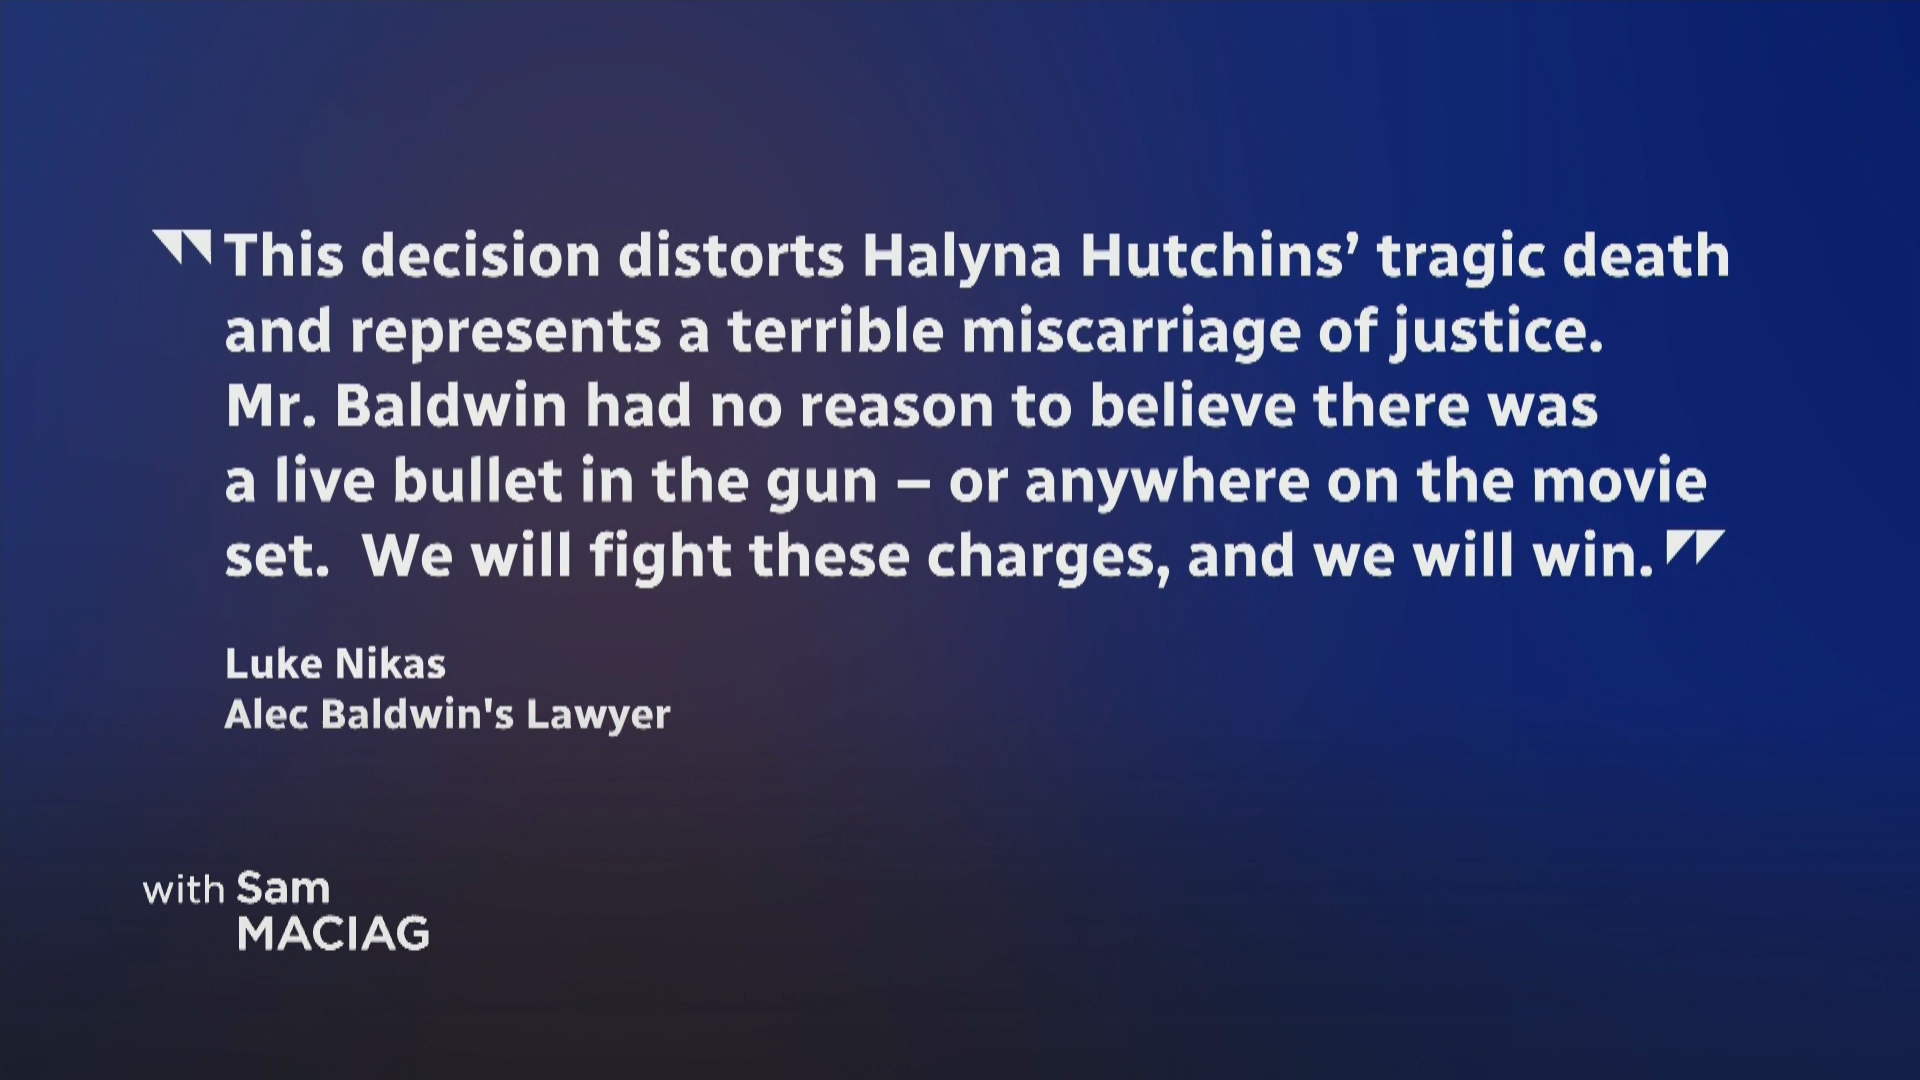 "This decision distorts Halyna Hutchins’ tragic death
and represents a terrible miscarriage of justice.
Mr. Baldwin had no reason to believe there was
a live bullet in the gun – or anywhere on the movie
set.  We will fight these charges, and we will win."
Luke Nikas
Alec Baldwin's Lawyer
with Sam
MACIAG